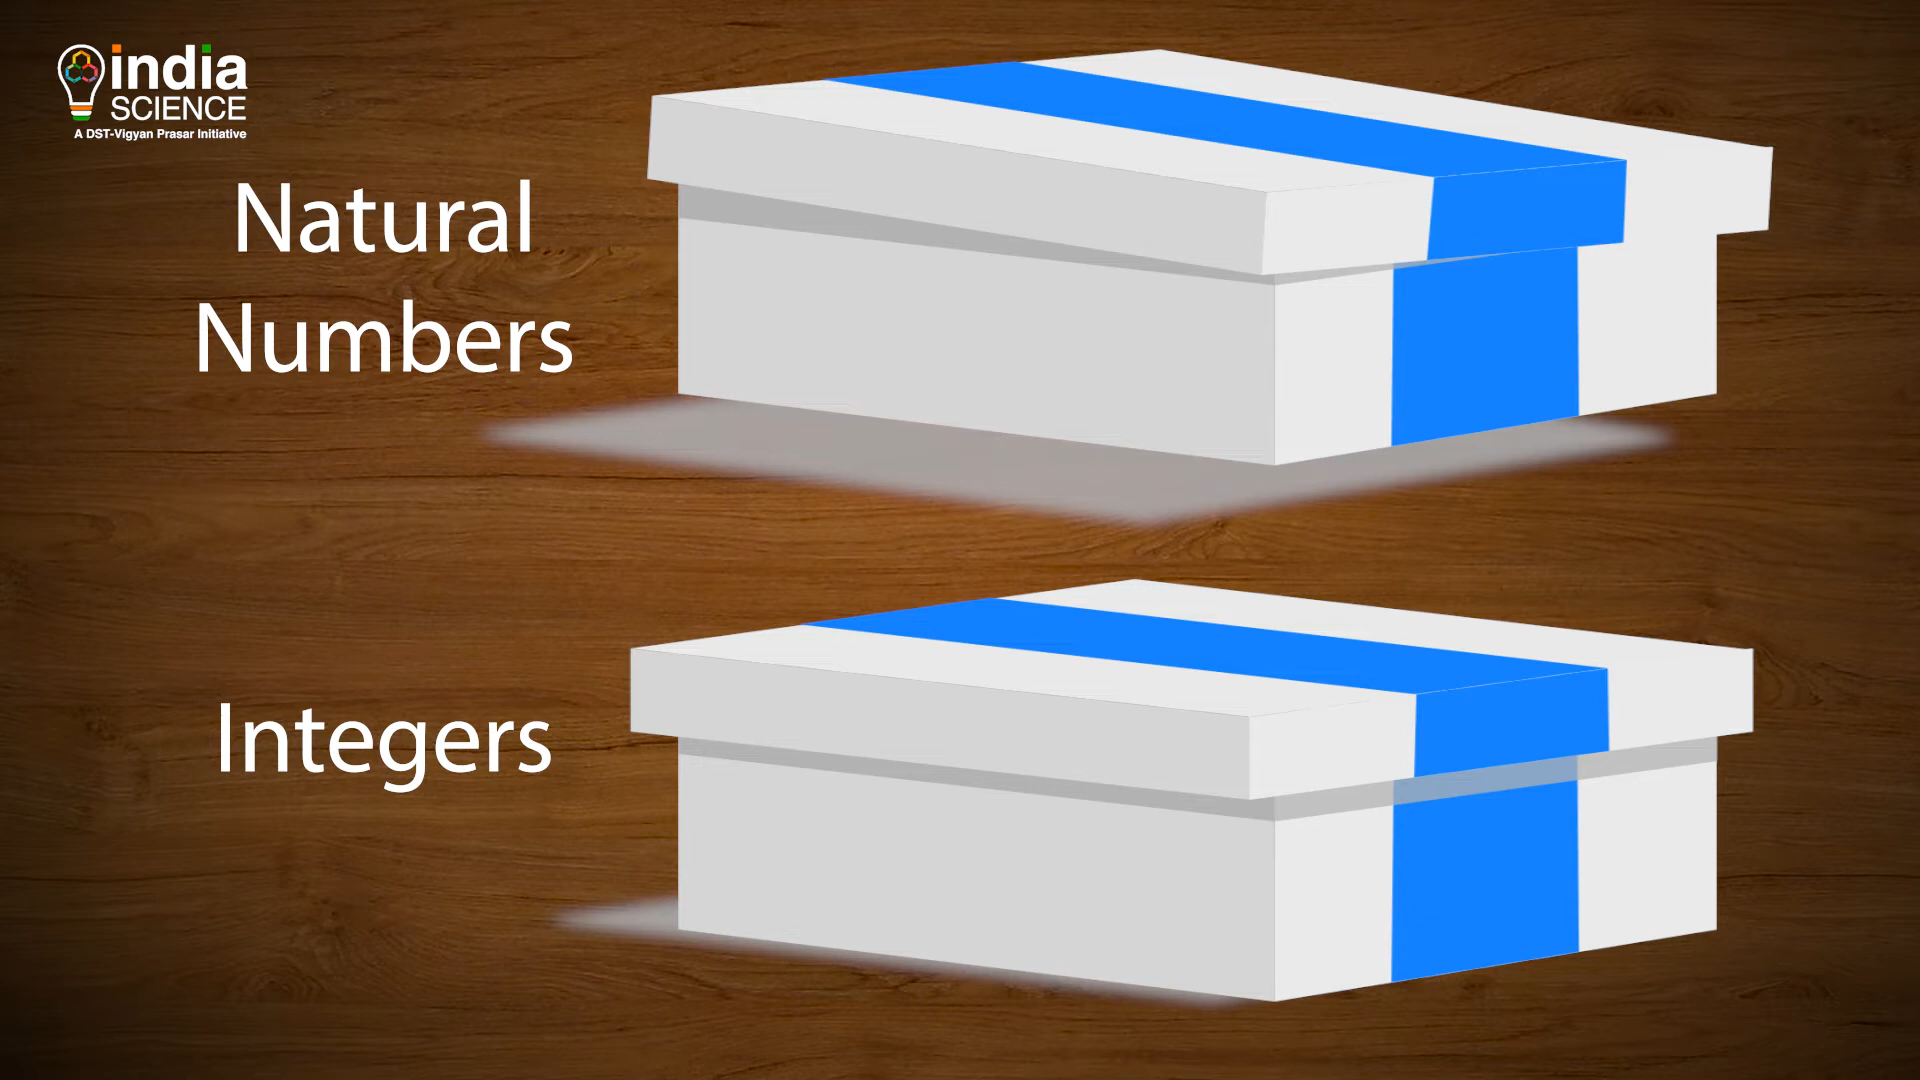 india
SCIENCE
A DST-Vigyan Prasar Initiative
Natural
Numbers
Integers